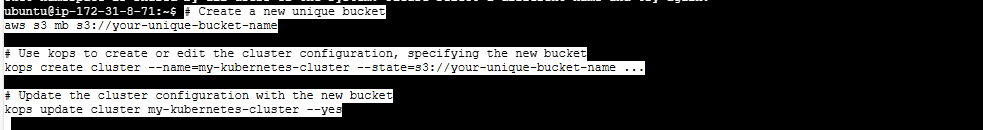 ubuntu@ip-172-31-8-71:~$ # Create a new unique bucket
aws s3 mb s3://your-unique-bucket-name
# Use kops to create or edit the cluster configuration, specifying the new bucket
kops create cluster --name=my-kubernetes-cluster --state=s3://your-unique-bucket-name ...
# Update the cluster configuration with the new bucket
kops update cluster my-kubernetes-cluster --yes